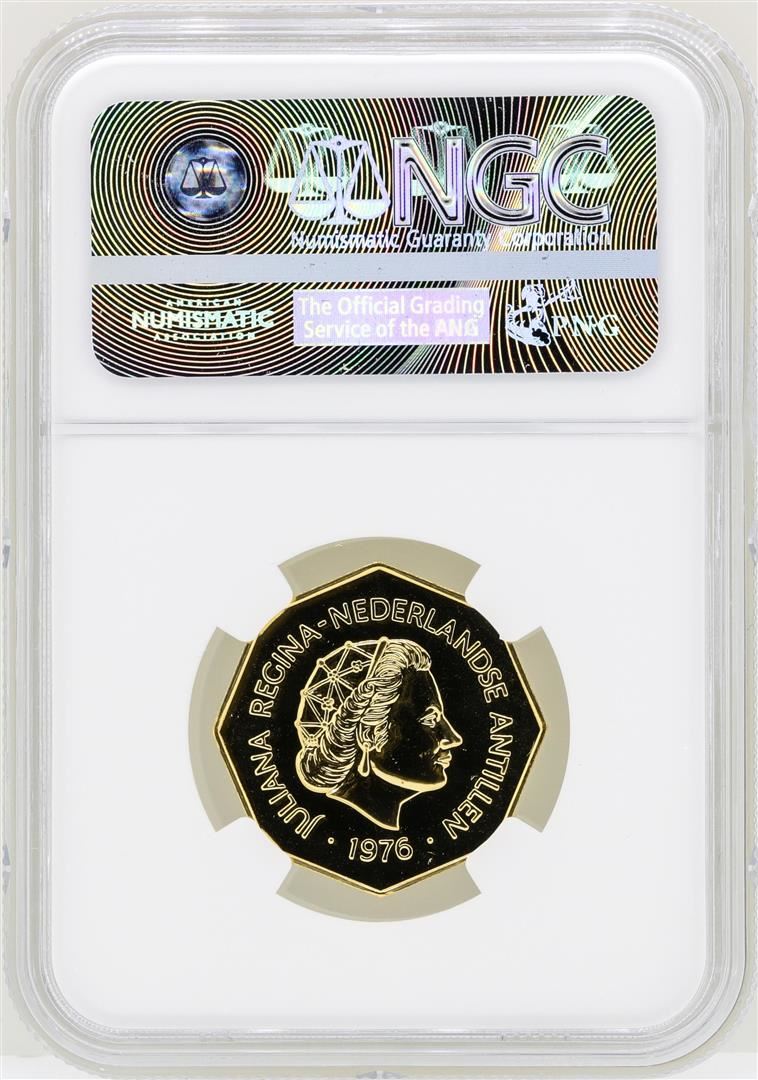 NGC
Numismatic Guaranty Corporation
AMERICAN
NUMISMATIC
ASSOCIATION
The Official Grading
Service of the ANG
PNG
JULIANA REGINA-NEDERLANDSE ANTILLEN
· 1976 ·